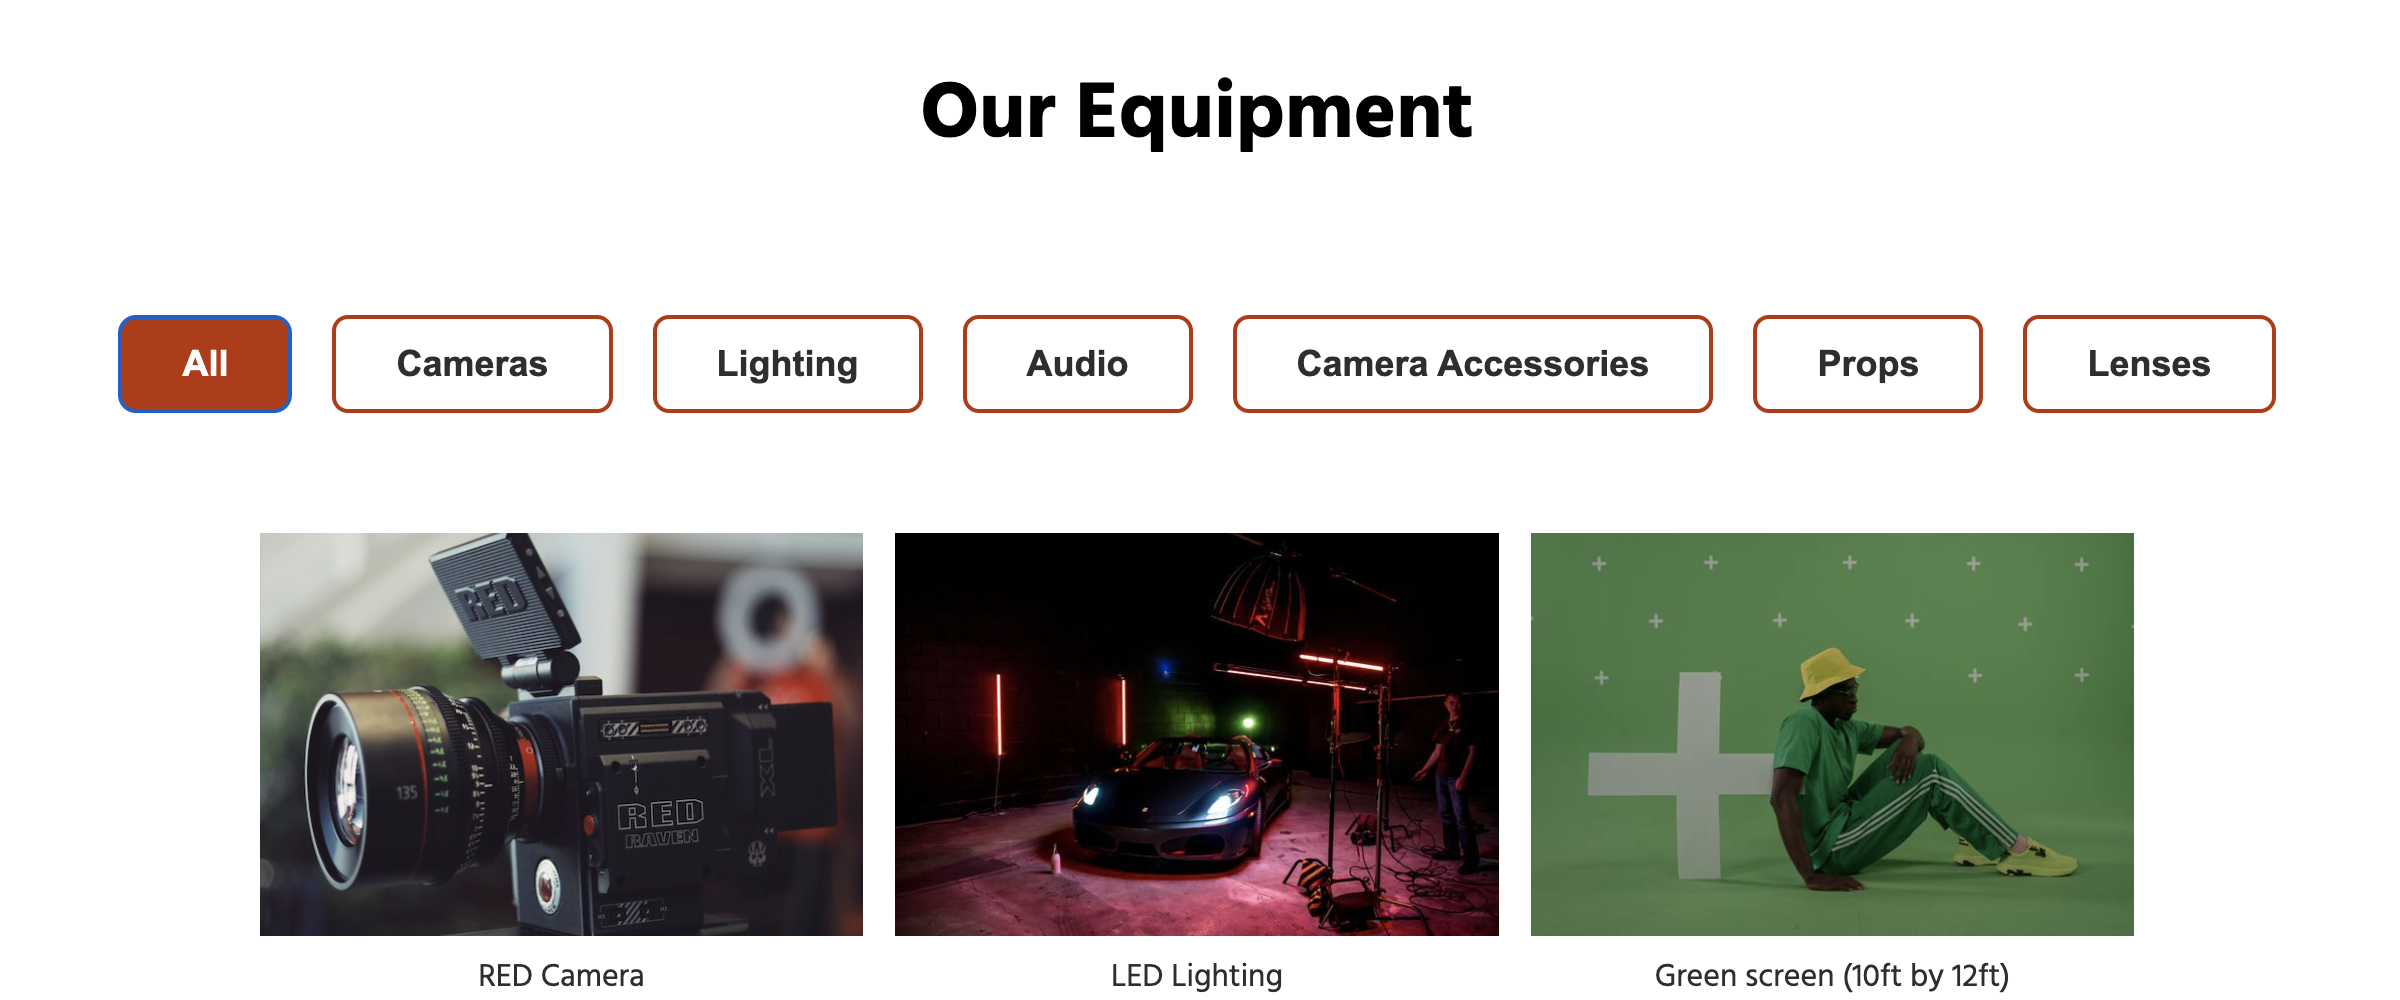 Our Equipment
All
Cameras
Lighting
Audio
Camera Accessories
Props
Lenses
RED
135
RED
RAVEN
RED Camera
LED Lighting
Green screen (10ft by 12ft)